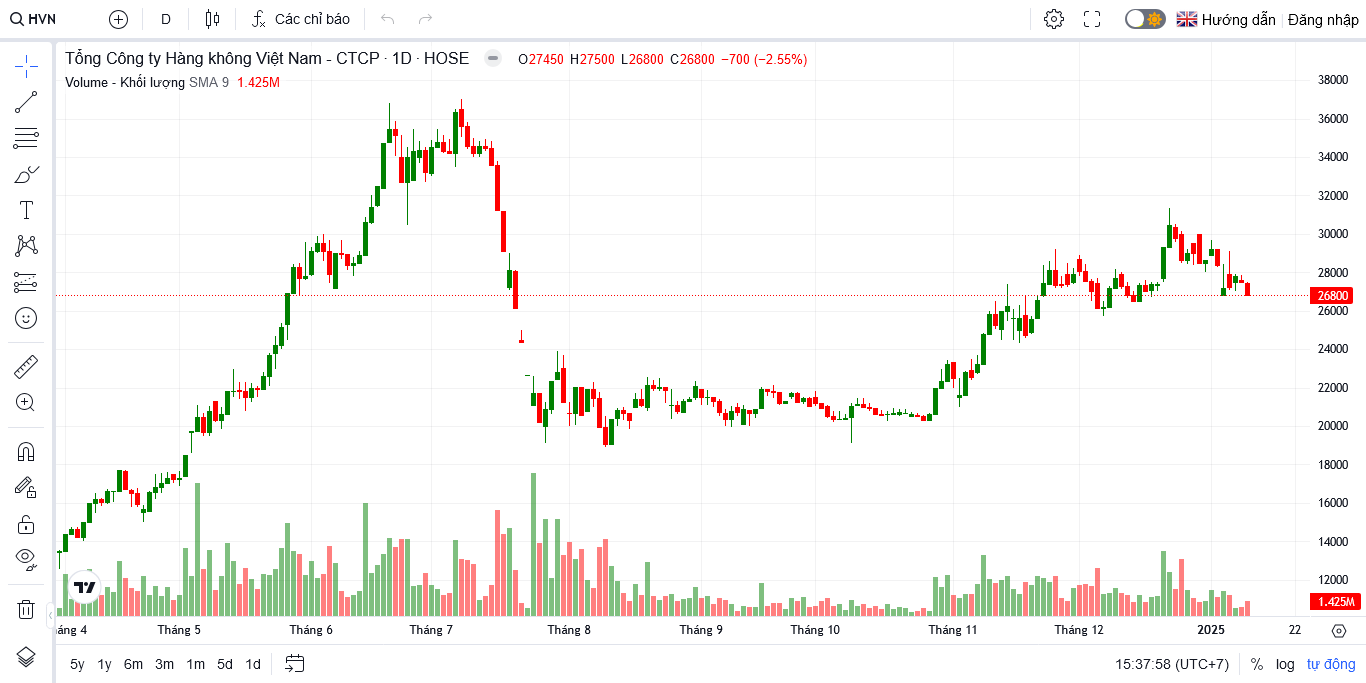 HVN D Các chỉ báo Hướng dẫn Đăng nhập
Tổng Công ty Hàng không Việt Nam - CTCP · 1D · HOSE O27450 H27500 L26800 C26800 −700 (−2.55%)
Volume - Khối lượng SMA 9 1.425M
38000
36000
34000
32000
30000
28000
26800
26000
24000
22000
20000
18000
16000
14000
12000
1.425M
áng 4 Tháng 5 Tháng 6 Tháng 7 Tháng 8 Tháng 9 Tháng 10 Tháng 11 Tháng 12 2025 22
5y 1y 6m 3m 1m 5d 1d 15:37:58 (UTC+7) % log tự động